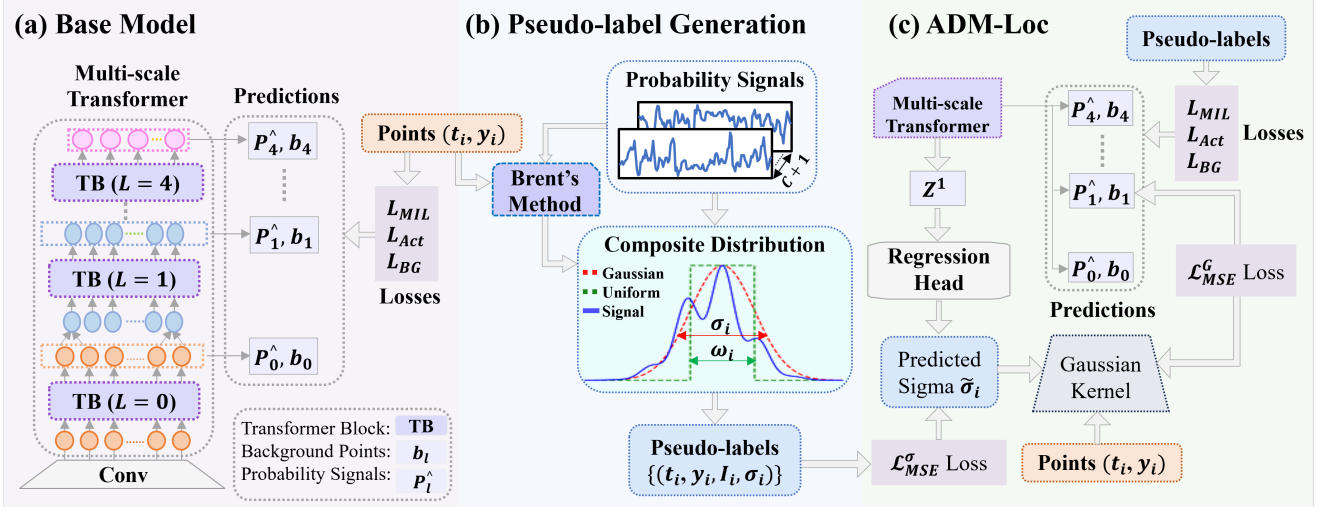 (a) Base Model
Multi-scale
Transformer
Predictions
P̂₄, b₄
TB (L = 4)
P̂₁, b₁
TB (L = 1)
P̂₀, b₀
TB (L = 0)
Conv
Points (tᵢ, yᵢ)
L_MIL
L_Act
L_BG
Losses
Transformer Block: TB
Background Points: b_l
Probability Signals: P̂_l
(b) Pseudo-label Generation
Probability Signals
C + 1
Brent's
Method
Composite Distribution
Gaussian
Uniform
Signal
σᵢ
ωᵢ
Pseudo-labels
{(tᵢ, yᵢ, Iᵢ, σᵢ)}
(c) ADM-Loc
Pseudo-labels
Multi-scale
Transformer
P̂₄, b₄
L_MIL
L_Act
L_BG
Losses
Z¹
P̂₁, b₁
Regression
Head
P̂₀, b₀
ℒ^G_MSE Loss
Predictions
Predicted
Sigma σ̃ᵢ
Gaussian
Kernel
ℒ^σ_MSE Loss
Points (tᵢ, yᵢ)